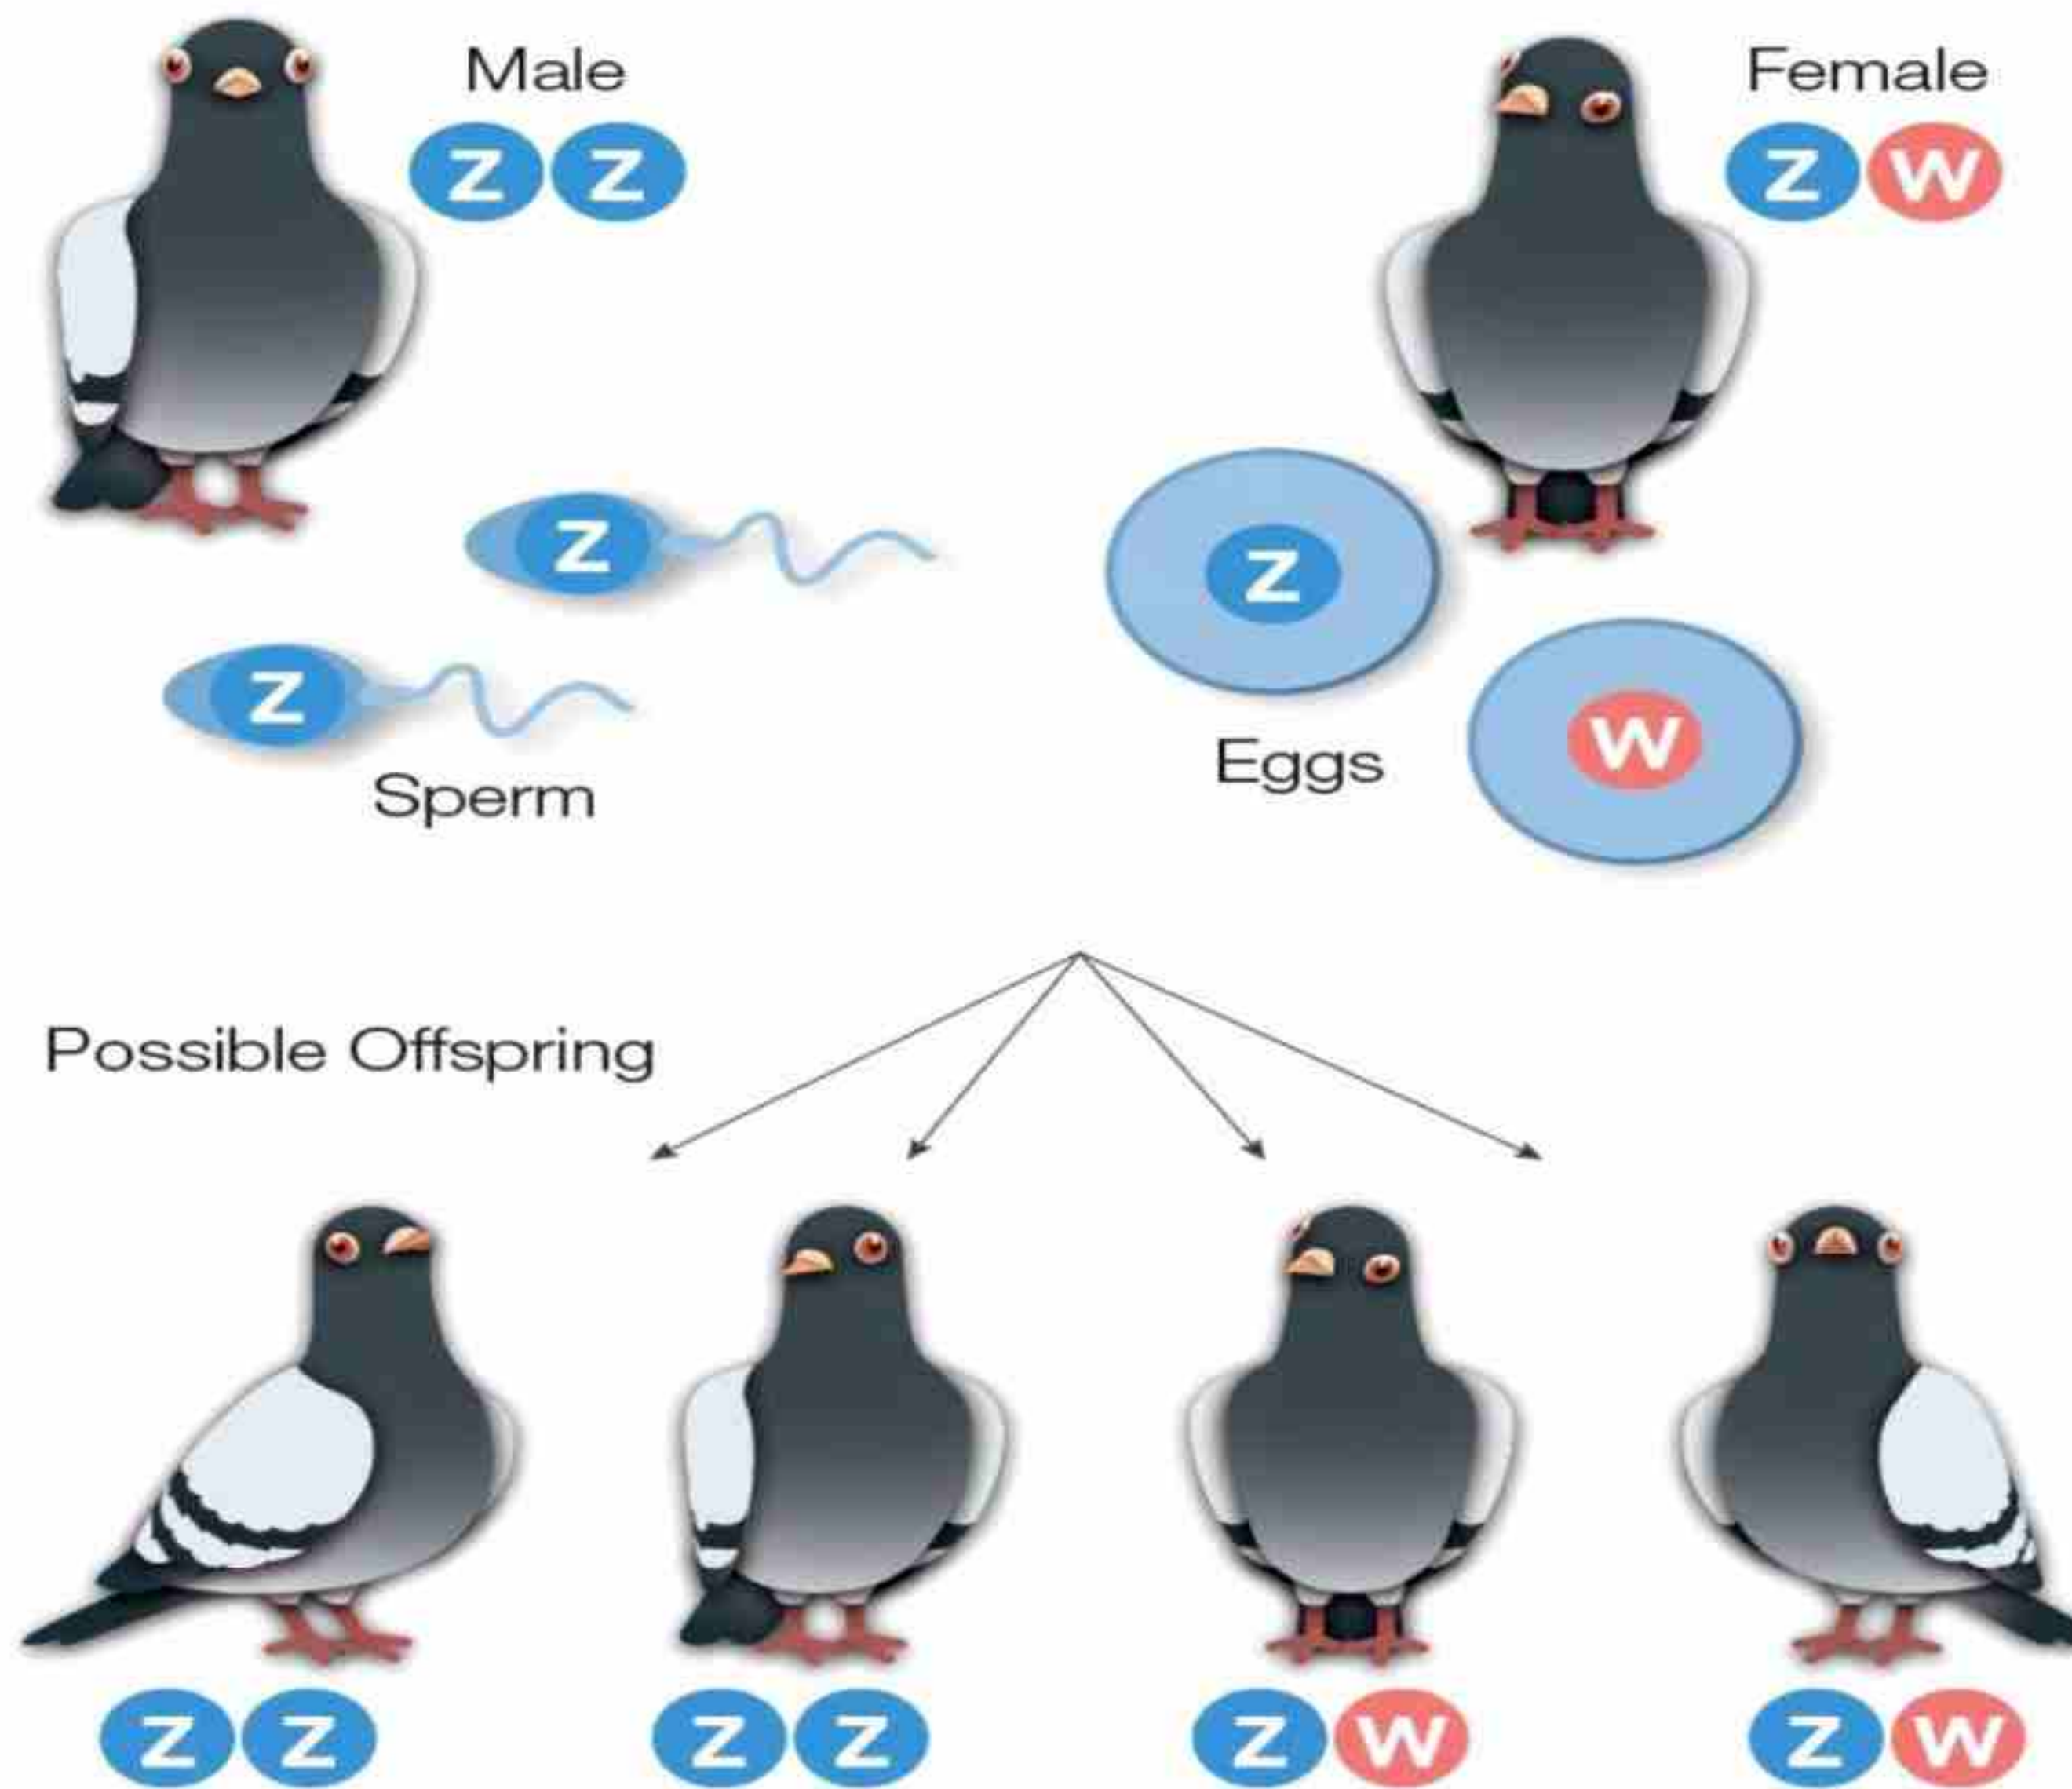 Male
Z Z
Female
Z W
Z
Z
Sperm
Z
Eggs
W
Possible Offspring
Z Z
Z Z
Z W
Z W